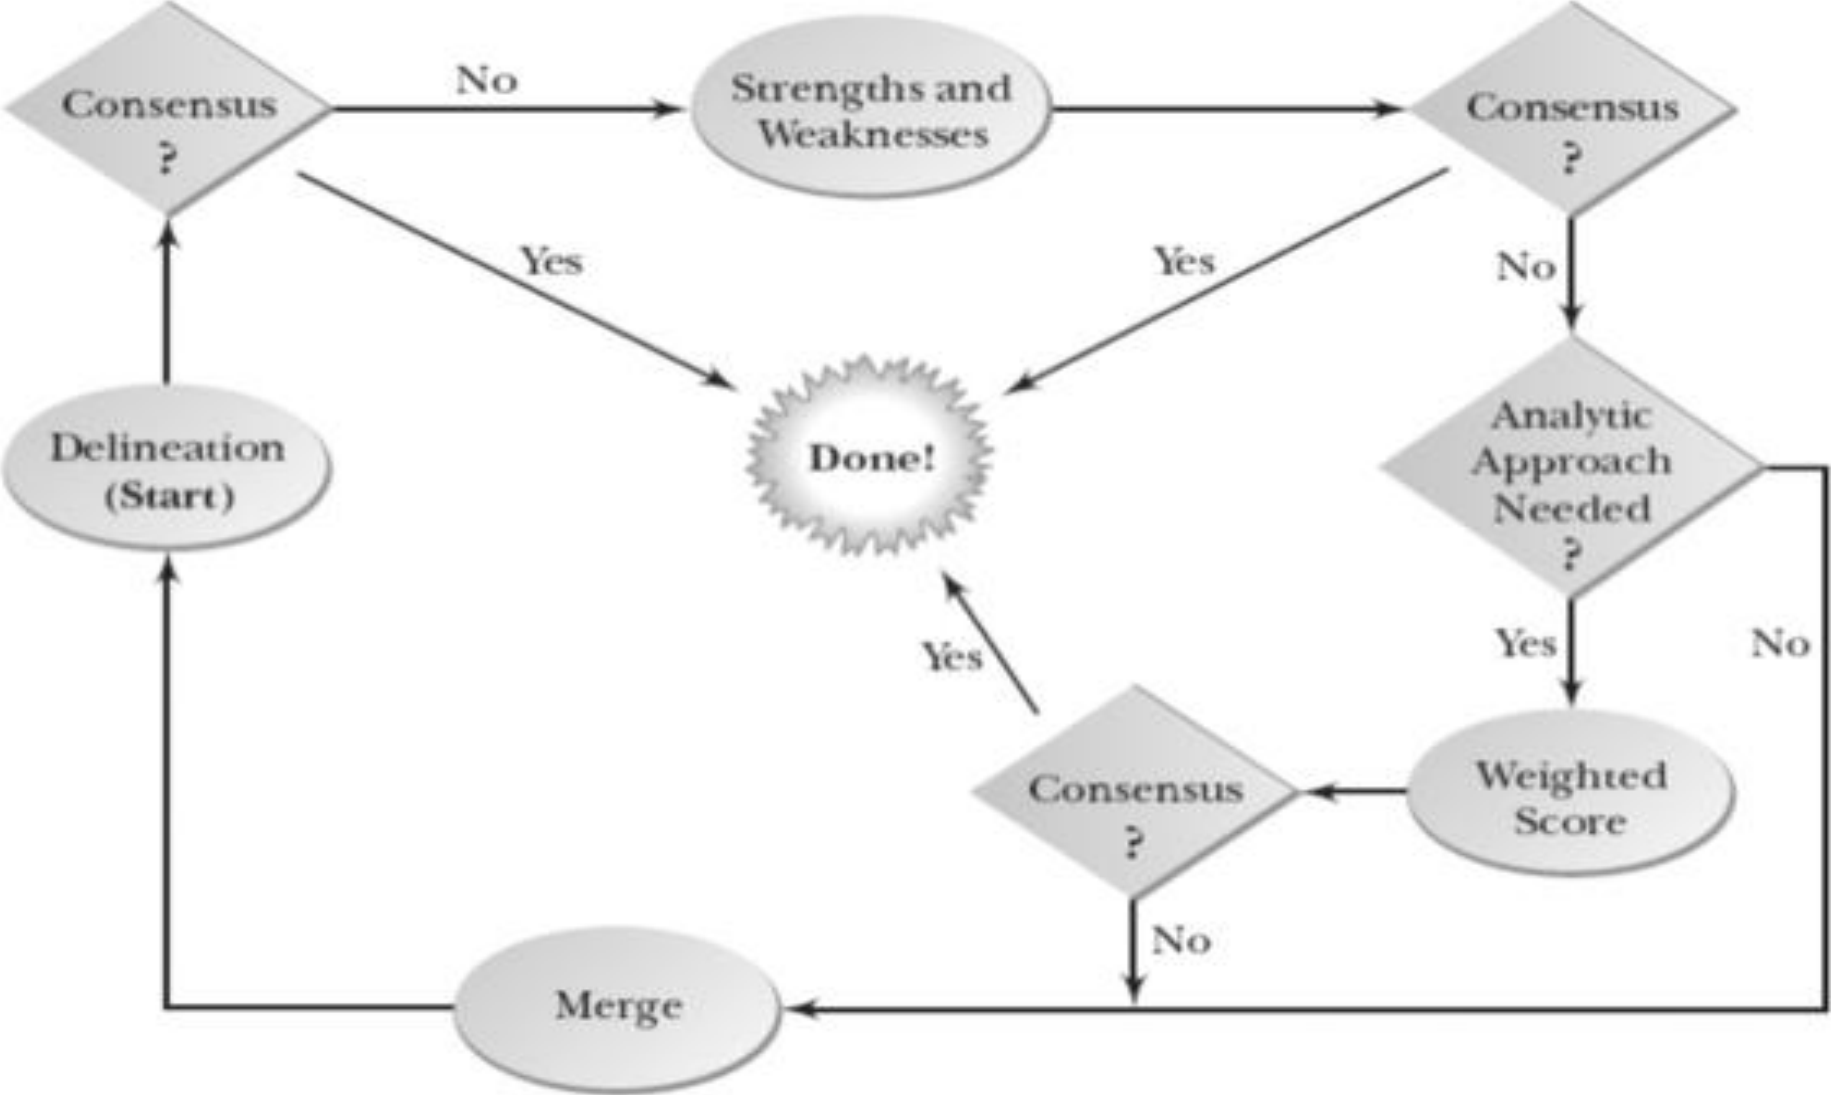 Consensus
?
No
Strengths and
Weaknesses
Consensus
?
Yes
Yes
No
Delineation
(Start)
Done!
Analytic
Approach
Needed
?
Yes
No
Yes
Weighted
Score
Consensus
?
No
Merge